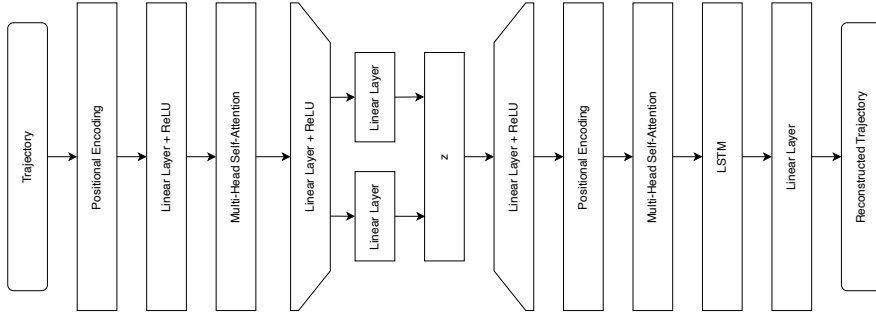 Trajectory
Positional Encoding
Linear Layer + ReLU
Multi-Head Self-Attention
Linear Layer + ReLU
Linear Layer
Linear Layer
z
Linear Layer + ReLU
Positional Encoding
Multi-Head Self-Attention
LSTM
Linear Layer
Reconstructed Trajectory